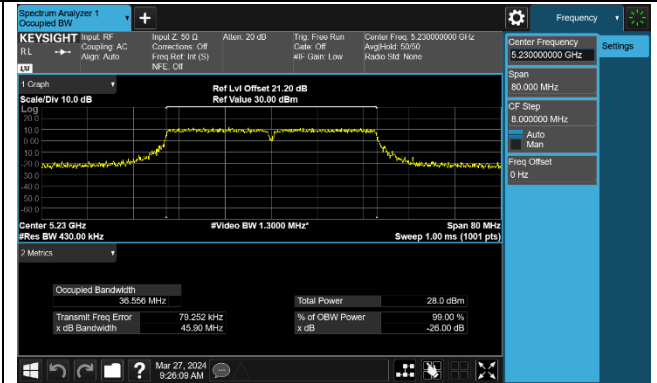 Spectrum Analyzer 1
Occupied BW
+
Frequency
KEYSIGHT
RL
LXI
Input: RF
Coupling: AC
Align: Auto
Input Z: 50 Ω
Corrections: Off
Freq Ref: Int (S)
NFE: Off
Atten: 20 dB
Trig: Free Run
Gate: Off
#IF Gain: Low
Center Freq: 5.230000000 GHz
Avg|Hold: 50/50
Radio Std: None
Center Frequency
5.230000000 GHz
Settings
Span
80.000 MHz
CF Step
8.000000 MHz
Auto
Man
Freq Offset
0 Hz
1 Graph
Scale/Div 10.0 dB
Ref Lvl Offset 21.20 dB
Ref Value 30.00 dBm
Log
20.0
10.0
0.00
-10.0
-20.0
-30.0
-40.0
-50.0
-60.0
Center 5.23 GHz
#Video BW 1.3000 MHz*
Span 80 MHz
#Res BW 430.00 kHz
Sweep 1.00 ms (1001 pts)
2 Metrics
Occupied Bandwidth
36.556 MHz
Total Power 28.0 dBm
Transmit Freq Error 79.252 kHz
% of OBW Power 99.00 %
x dB Bandwidth 45.90 MHz
x dB -26.00 dB
?
Mar 27, 2024
9:26:09 AM